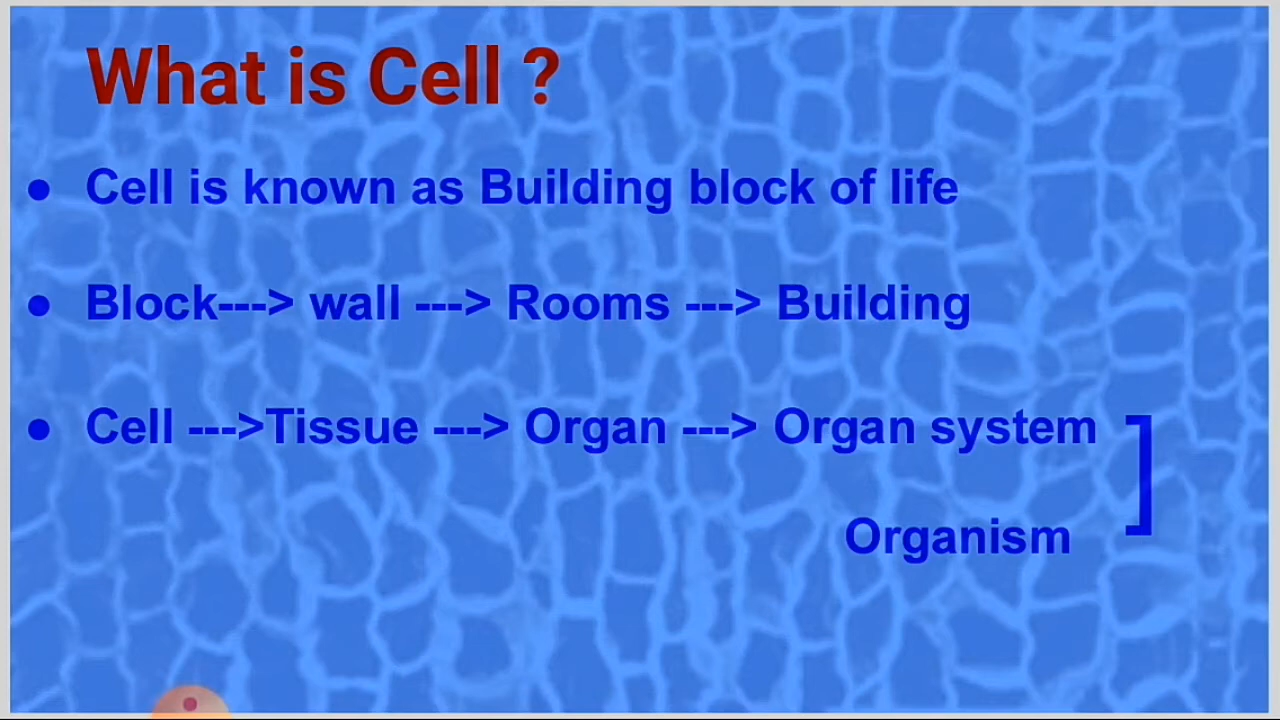 What is Cell ?
● Cell is known as Building block of life
● Block---> wall ---> Rooms ---> Building
● Cell --->Tissue ---> Organ ---> Organ system ]
Organism